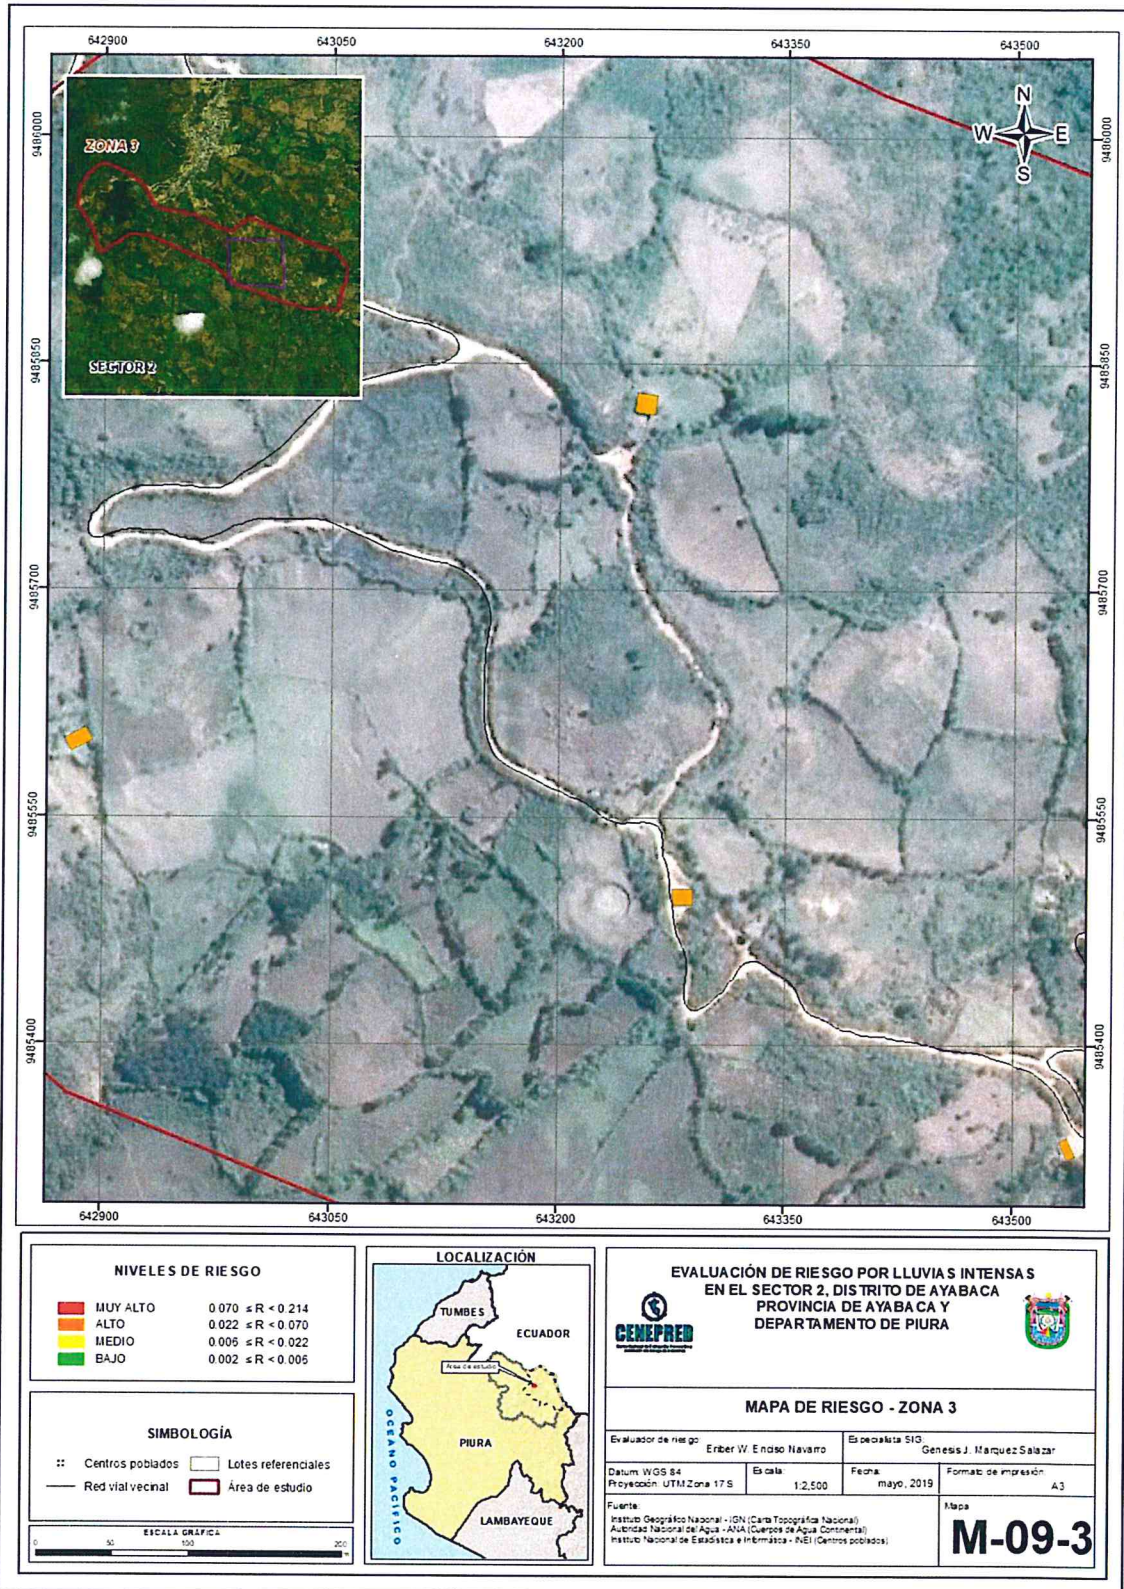 642900 643050 643200 643350 643500
9486000 9486000
N
W E
S
ZONA 3
SECTOR 2
9485850 9485850
9485700 9485700
9485550 9485550
9485400 9485400
642900 643050 643200 643350 643500
NIVELES DE RIESGO
MUY ALTO 0.070 ≤ R < 0.214
ALTO 0.022 ≤ R < 0.070
MEDIO 0.006 ≤ R < 0.022
BAJO 0.002 ≤ R < 0.006
SIMBOLOGÍA
Centros poblados Lotes referenciales
Red vial vecinal Área de estudio
ESCALA GRÁFICA
0 50 100 200
m
LOCALIZACIÓN
TUMBES
ECUADOR
Área de estudio
OCEANO PACÍFICO
PIURA
LAMBAYEQUE
EVALUACIÓN DE RIESGO POR LLUVIAS INTENSAS
EN EL SECTOR 2, DISTRITO DE AYABACA
PROVINCIA DE AYABACA Y
DEPARTAMENTO DE PIURA
CENEPRED
MAPA DE RIESGO - ZONA 3
Evaluador de riesgo:
Eriber W. Enciso Navarro
Especialista SIG:
Genesis J. Marquez Salazar
Datum: WGS 84
Proyección: UTM Zona 17 S
Escala:
1:2,500
Fecha:
mayo, 2019
Formato de impresión:
A3
Fuente:
Instituto Geográfico Nacional - IGN (Carta Topográfica Nacional)
Autoridad Nacional del Agua - ANA (Cuerpos de Agua Continental)
Instituto Nacional de Estadística e Informática - INEI (Centros poblados)
Mapa
M-09-3